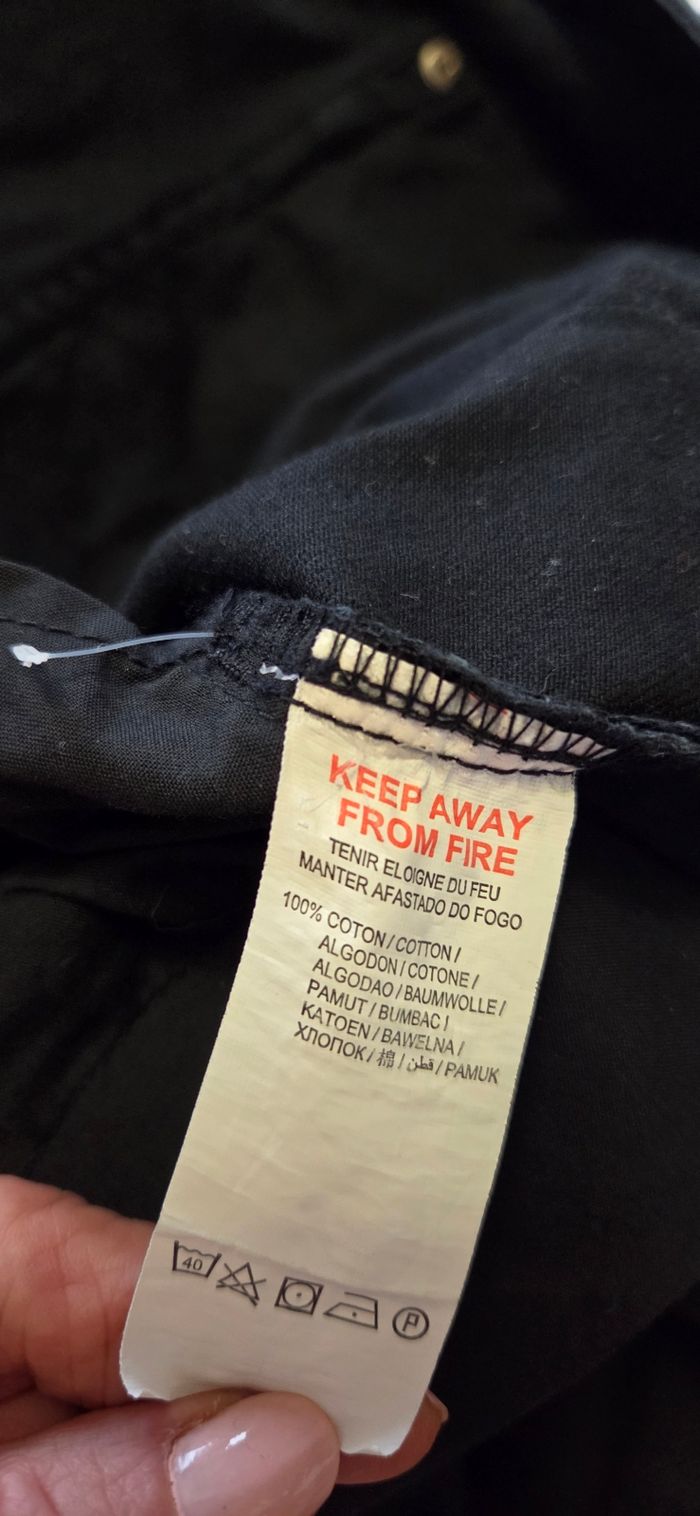 KEEP AWAY
FROM FIRE
TENIR ELOIGNE DU FEU
MANTER AFASTADO DO FOGO
100% COTON / COTTON /
ALGODON / COTONE /
ALGODAO / BAUMWOLLE /
PAMUT / BUMBAC /
KATOEN / BAWELNA /
ХЛОПОК / 棉 / قطن / PAMUK
40
P